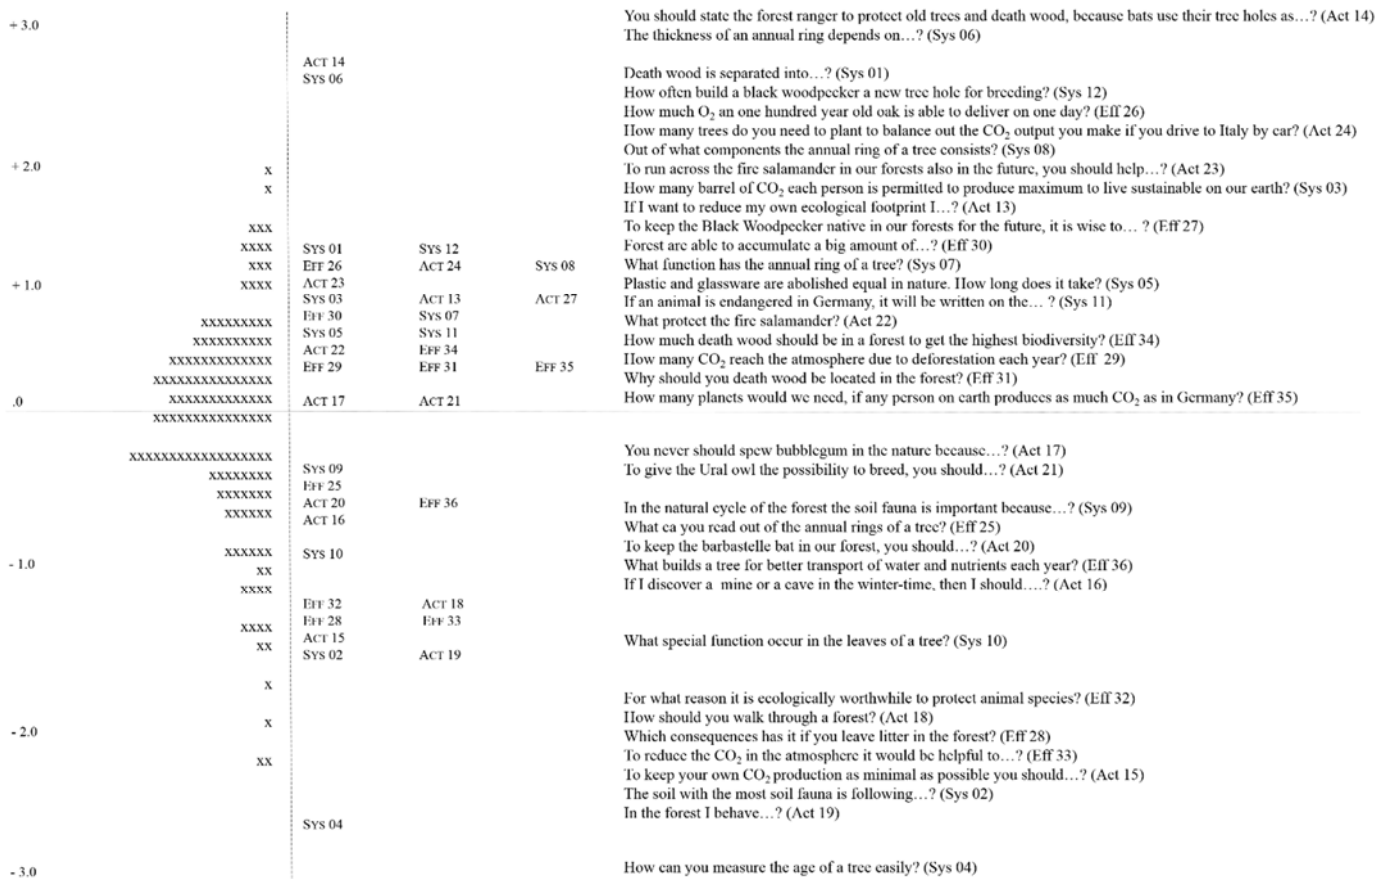 + 3.0
ACT 14
SYS 06
+ 2.0 x
x
xxx
xxxx SYS 01 SYS 12
xxx EFF 26 ACT 24 SYS 08
+ 1.0 xxxx ACT 23
SYS 03 ACT 13 ACT 27
xxxxxxxxx EFF 30 SYS 07
xxxxxxxxxx SYS 05 SYS 11
xxxxxxxxxxxxx ACT 22 EFF 34
xxxxxxxxxxxxxxx EFF 29 EFF 31 EFF 35
.0 xxxxxxxxxxxxx ACT 17 ACT 21
xxxxxxxxxxxxxxx
xxxxxxxxxxxxxxxxxx
xxxxxxxx SYS 09
xxxxxxx EFF 25
ACT 20 EFF 36
xxxxxx ACT 16
xxxxxx SYS 10
- 1.0 xx
xxxx
EFF 32 ACT 18
xxxx EFF 28 EFF 33
xx ACT 15
SYS 02 ACT 19
x
- 2.0 x
xx
SYS 04
- 3.0
You should state the forest ranger to protect old trees and death wood, because bats use their tree holes as…? (Act 14)
The thickness of an annual ring depends on…? (Sys 06)
Death wood is separated into…? (Sys 01)
How often build a black woodpecker a new tree hole for breeding? (Sys 12)
How much O₂ an one hundred year old oak is able to deliver on one day? (Eff 26)
How many trees do you need to plant to balance out the CO₂ output you make if you drive to Italy by car? (Act 24)
Out of what components the annual ring of a tree consists? (Sys 08)
To run across the fire salamander in our forests also in the future, you should help…? (Act 23)
How many barrel of CO₂ each person is permitted to produce maximum to live sustainable on our earth? (Sys 03)
If I want to reduce my own ecological footprint I…? (Act 13)
To keep the Black Woodpecker native in our forests for the future, it is wise to… ? (Eff 27)
Forest are able to accumulate a big amount of…? (Eff 30)
What function has the annual ring of a tree? (Sys 07)
Plastic and glassware are abolished equal in nature. How long does it take? (Sys 05)
If an animal is endangered in Germany, it will be written on the… ? (Sys 11)
What protect the fire salamander? (Act 22)
How much death wood should be in a forest to get the highest biodiversity? (Eff 34)
How many CO₂ reach the atmosphere due to deforestation each year? (Eff 29)
Why should you death wood be located in the forest? (Eff 31)
How many planets would we need, if any person on earth produces as much CO₂ as in Germany? (Eff 35)
You never should spew bubblegum in the nature because…? (Act 17)
To give the Ural owl the possibility to breed, you should…? (Act 21)
In the natural cycle of the forest the soil fauna is important because…? (Sys 09)
What ca you read out of the annual rings of a tree? (Eff 25)
To keep the barbastelle bat in our forest, you should…? (Act 20)
What builds a tree for better transport of water and nutrients each year? (Eff 36)
If I discover a mine or a cave in the winter-time, then I should….? (Act 16)
What special function occur in the leaves of a tree? (Sys 10)
For what reason it is ecologically worthwhile to protect animal species? (Eff 32)
How should you walk through a forest? (Act 18)
Which consequences has it if you leave litter in the forest? (Eff 28)
To reduce the CO₂ in the atmosphere it would be helpful to…? (Eff 33)
To keep your own CO₂ production as minimal as possible you should…? (Act 15)
The soil with the most soil fauna is following…? (Sys 02)
In the forest I behave…? (Act 19)
How can you measure the age of a tree easily? (Sys 04)